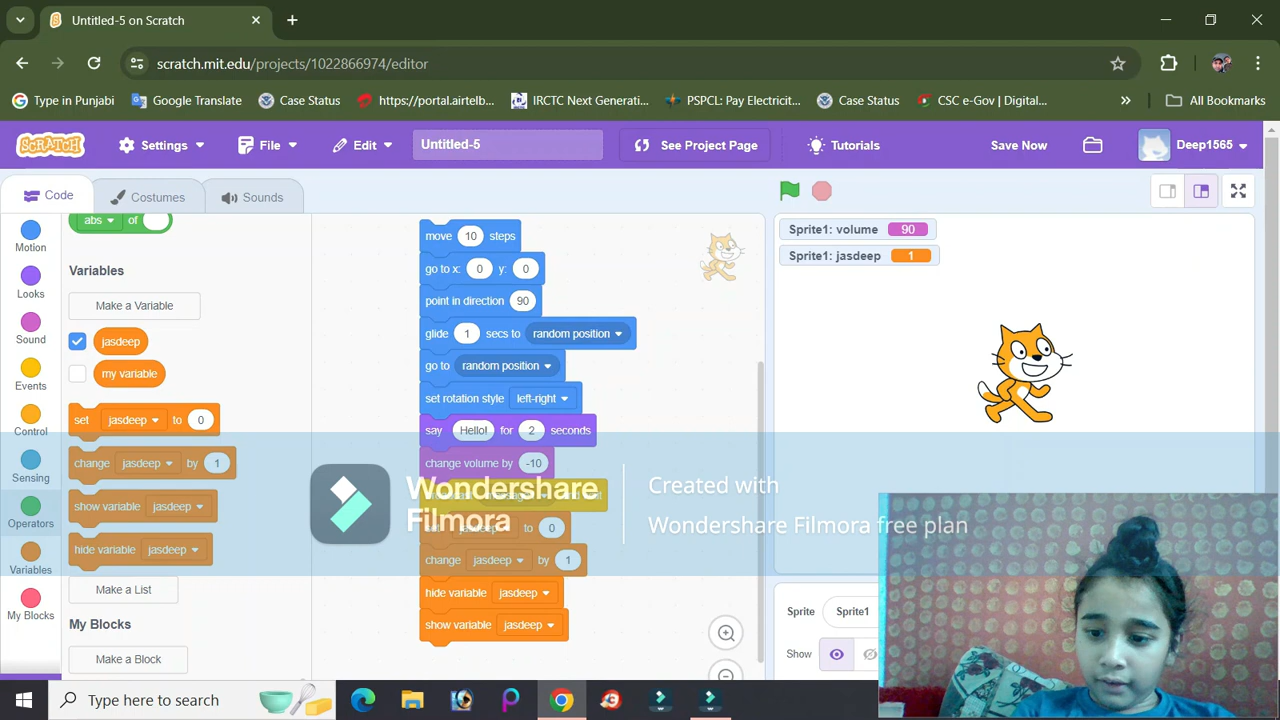 Untitled-5 on Scratch
scratch.mit.edu/projects/1022866974/editor
Type in Punjabi
Google Translate
Case Status
https://portal.airtelb...
IRCTC Next Generati...
PSPCL: Pay Electricit...
Case Status
CSC e-Gov | Digital...
All Bookmarks
SCRATCH
Settings
File
Edit
Untitled-5
See Project Page
Tutorials
Save Now
Deep1565
Code
Costumes
Sounds
Motion
Looks
Sound
Events
Control
Sensing
Operators
Variables
My Blocks
abs of
Variables
Make a Variable
jasdeep
my variable
set jasdeep to 0
change jasdeep by 1
show variable jasdeep
hide variable jasdeep
Make a List
My Blocks
Make a Block
move 10 steps
go to x: 0 y: 0
point in direction 90
glide 1 secs to random position
go to random position
set rotation style left-right
say Hello! for 2 seconds
change volume by -10
to 0
change jasdeep by 1
hide variable jasdeep
show variable jasdeep
Wondershare
Filmora
Created with
Wondershare Filmora free plan
Sprite1: volume 90
Sprite1: jasdeep 1
Sprite Sprite1
Show
Type here to search